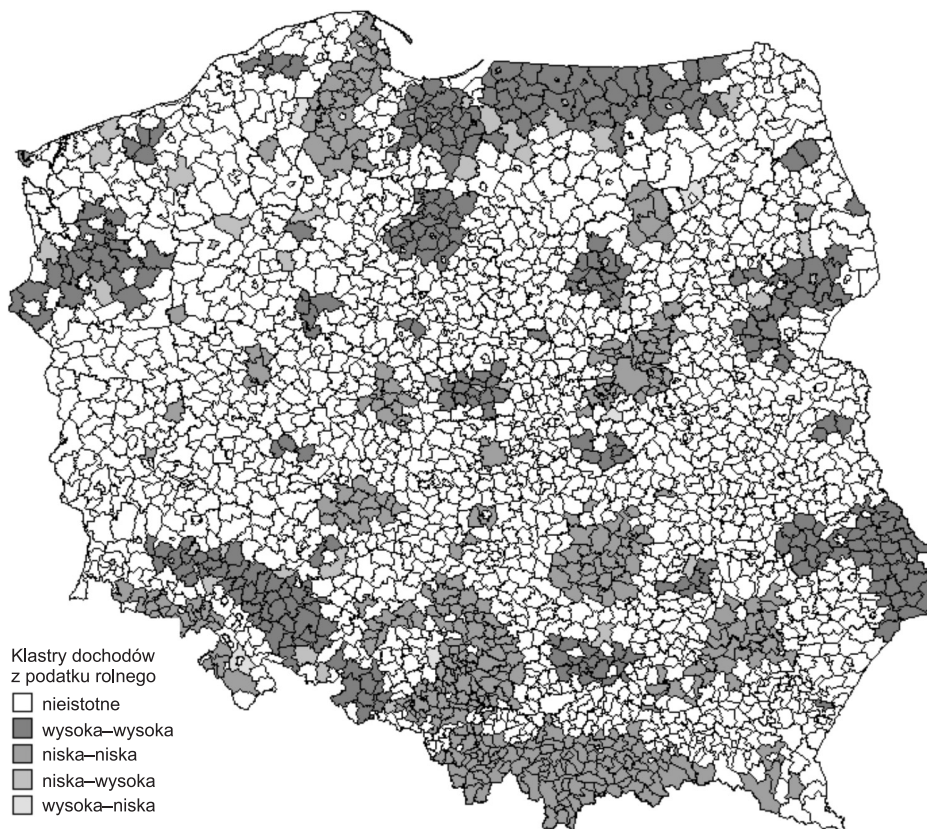 Klastry dochodów
z podatku rolnego
nieistotne
wysoka–wysoka
niska–niska
niska–wysoka
wysoka–niska